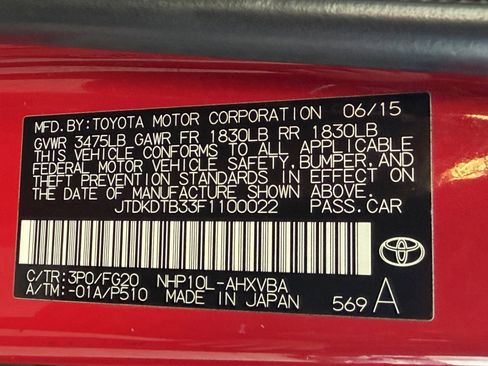 MFD.BY:TOYOTA MOTOR CORPORATION 06/15
GVWR 3475LB GAWR FR 1830LB RR 1830LB
THIS VEHICLE CONFORMS TO ALL APPLICABLE
FEDERAL MOTOR VEHICLE SAFETY,BUMPER,AND
THEFT PREVENTION STANDARDS IN EFFECT ON
THE DATE OF MANUFACTURE SHOWN ABOVE.
JTDKDTB33F1100022 PASS.CAR
C/TR:3P0/FG20 NHP10L-AHXVBA
A/TM:-01A/P510 MADE IN JAPAN 569 A